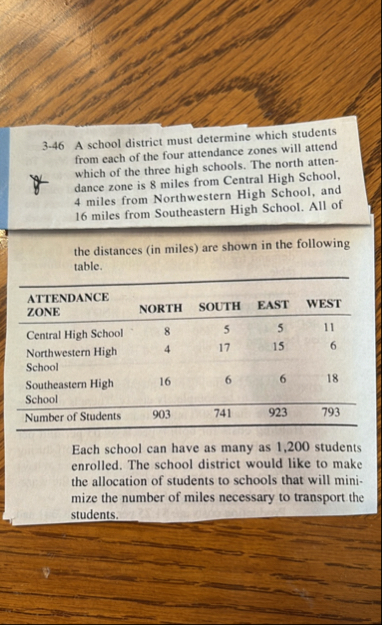 3-46 A school district must determine which students
from each of the four attendance zones will attend
which of the three high schools. The north atten-
dance zone is 8 miles from Central High School,
4 miles from Northwestern High School, and
16 miles from Southeastern High School. All of
the distances (in miles) are shown in the following
table.
ATTENDANCE
ZONE NORTH SOUTH EAST WEST
Central High School 8 5 5 11
Northwestern High 4 17 15 6
School
Southeastern High 16 6 6 18
School
Number of Students 903 741 923 793
Each school can have as many as 1,200 students
enrolled. The school district would like to make
the allocation of students to schools that will mini-
mize the number of miles necessary to transport the
students.